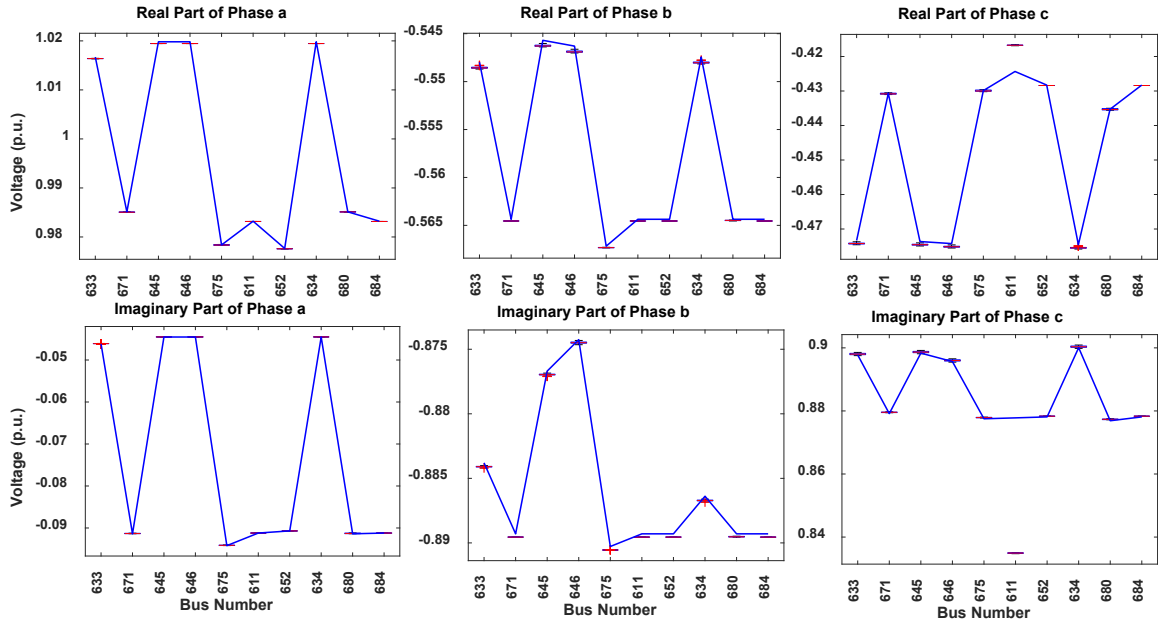 Real Part of Phase a
Real Part of Phase b
Real Part of Phase c
Voltage (p.u.)
1.02
1.01
1
0.99
0.98
633 671 645 646 675 611 652 634 680 684
-0.545
-0.55
-0.555
-0.56
-0.565
633 671 645 646 675 611 652 634 680 684
-0.42
-0.43
-0.44
-0.45
-0.46
-0.47
633 671 645 646 675 611 652 634 680 684
Imaginary Part of Phase a
Imaginary Part of Phase b
Imaginary Part of Phase c
Voltage (p.u.)
-0.05
-0.06
-0.07
-0.08
-0.09
633 671 645 646 675 611 652 634 680 684
Bus Number
-0.875
-0.88
-0.885
-0.89
633 671 645 646 675 611 652 634 680 684
Bus Number
0.9
0.88
0.86
0.84
633 671 645 646 675 611 652 634 680 684
Bus Number